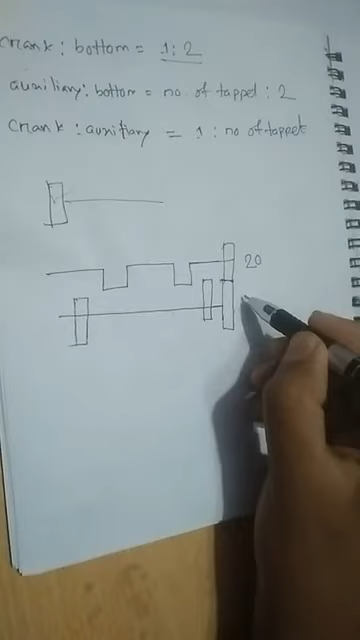 crank: bottom = 1:2
auxiliary: bottom = no. of tappet : 2
crank : auxiliary = 1 : no of tappet
20